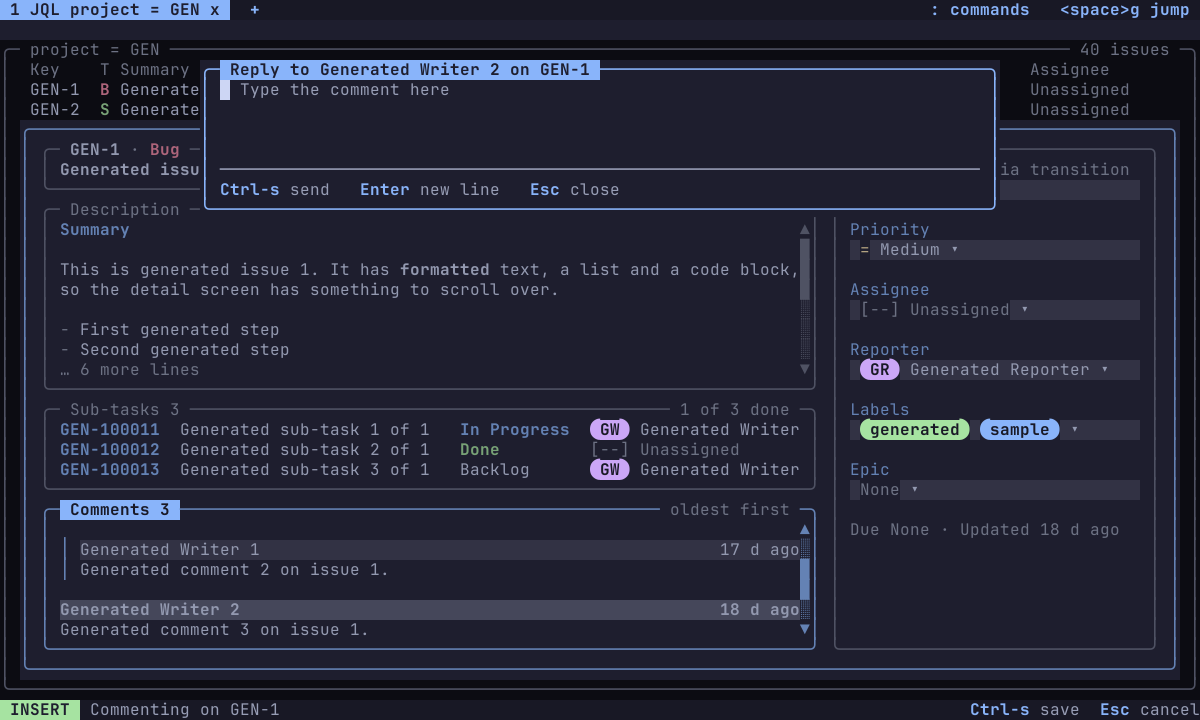 1 JQL project = GEN x + : commands <space>g jump
project = GEN 40 issues
Key T Summary Assignee
GEN-1 B Generate Unassigned
GEN-2 S Generate Unassigned
Reply to Generated Writer 2 on GEN-1
Type the comment here
Ctrl-s send Enter new line Esc close
GEN-1 · Bug
Generated issu ia transition
Description
Summary
This is generated issue 1. It has formatted text, a list and a code block,
so the detail screen has something to scroll over.
- First generated step
- Second generated step
… 6 more lines
Sub-tasks 3 1 of 3 done
GEN-100011 Generated sub-task 1 of 1 In Progress GW Generated Writer
GEN-100012 Generated sub-task 2 of 1 Done [--] Unassigned
GEN-100013 Generated sub-task 3 of 1 Backlog GW Generated Writer
Comments 3 oldest first
Generated Writer 1 17 d ago
Generated comment 2 on issue 1.
Generated Writer 2 18 d ago
Generated comment 3 on issue 1.
Priority
= Medium ▾
Assignee
[--] Unassigned ▾
Reporter
GR Generated Reporter ▾
Labels
generated sample ▾
Epic
None ▾
Due None · Updated 18 d ago
INSERT Commenting on GEN-1 Ctrl-s save Esc cancel